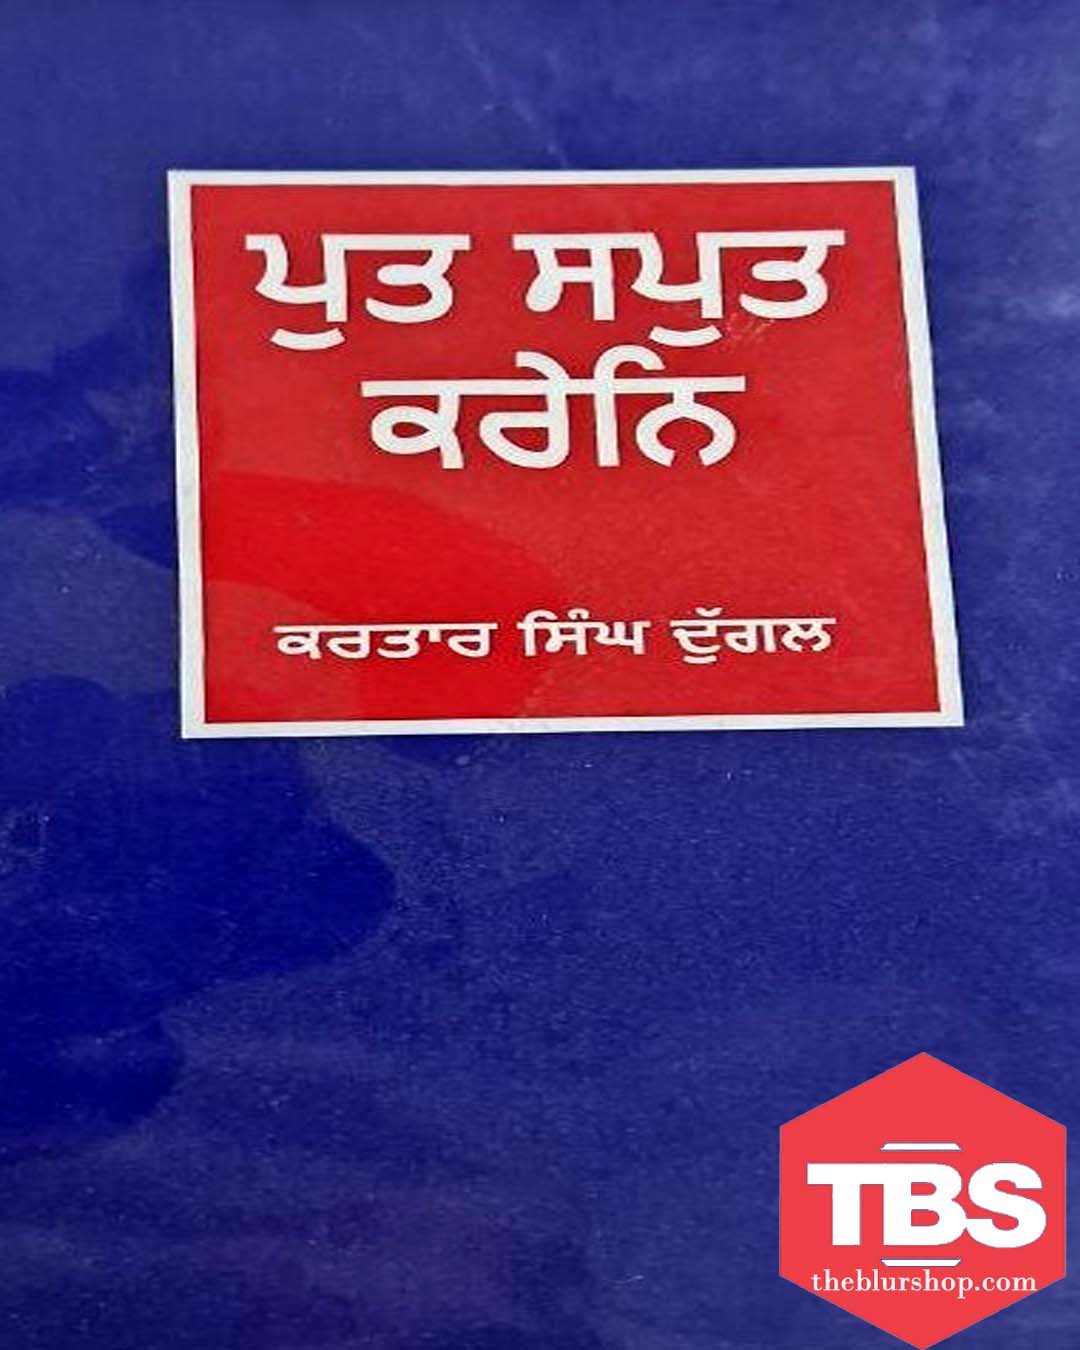 ਪੁਤ ਸਪੁਤ
ਕਰੇਨਿ
ਕਰਤਾਰ ਸਿੰਘ ਦੁੱਗਲ
TBS
theblurshop.com